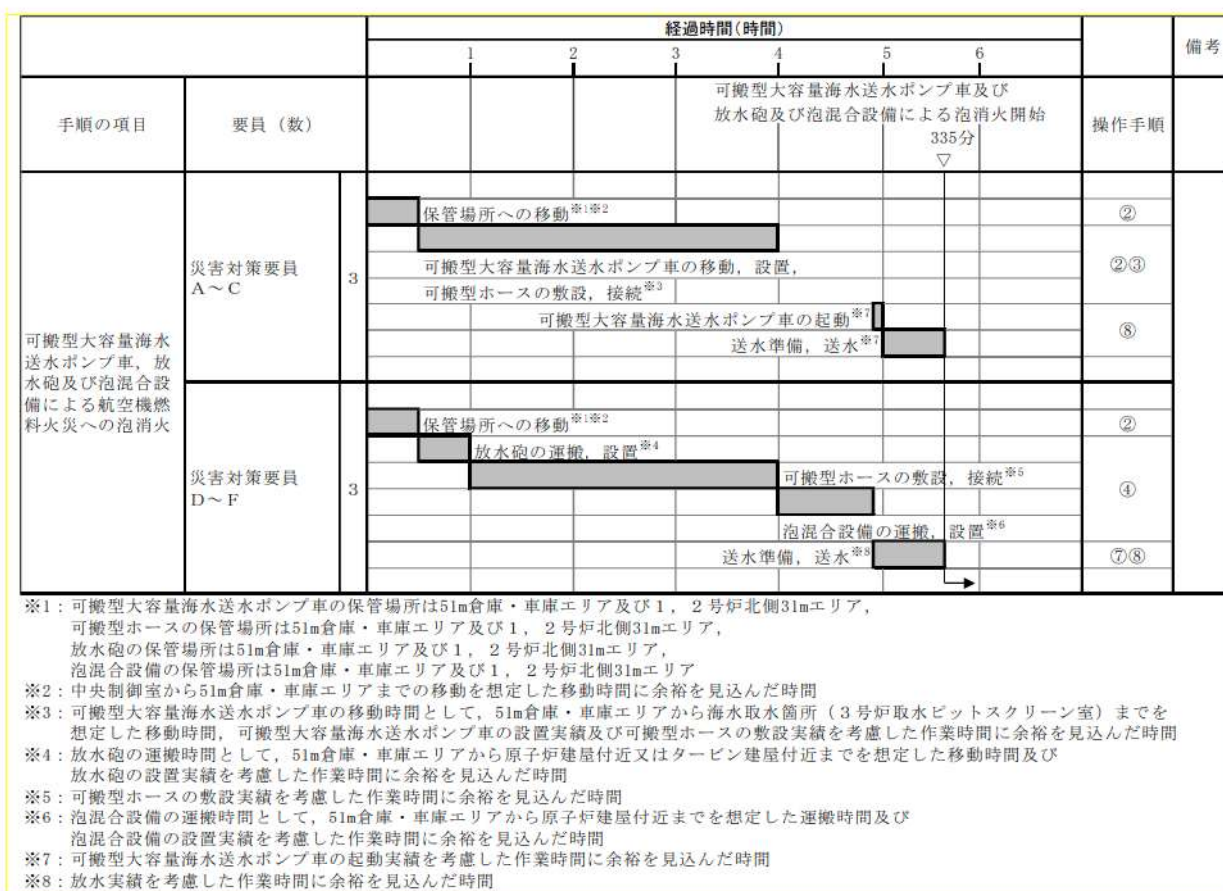 経過時間(時間)
備考
1 2 3 4 5 6
手順の項目
要員（数）
可搬型大容量海水送水ポンプ車及び
放水砲及び泡混合設備による泡消火開始
335分
▽
操作手順
可搬型大容量海水
送水ポンプ車，放
水砲及び泡混合設
備による航空機燃
料火災への泡消火
災害対策要員
A～C
3
保管場所への移動※1※2
②
可搬型大容量海水送水ポンプ車の移動，設置，
可搬型ホースの敷設，接続※3
②③
可搬型大容量海水送水ポンプ車の起動※7
送水準備，送水※7
⑧
災害対策要員
D～F
3
保管場所への移動※1※2
②
放水砲の運搬，設置※4
可搬型ホースの敷設，接続※5
④
泡混合設備の運搬，設置※6
送水準備，送水※8
⑦⑧
※1：可搬型大容量海水送水ポンプ車の保管場所は51m倉庫・車庫エリア及び1，2号炉北側31mエリア，
可搬型ホースの保管場所は51m倉庫・車庫エリア及び1，2号炉北側31mエリア，
放水砲の保管場所は51m倉庫・車庫エリア及び1，2号炉北側31mエリア，
泡混合設備の保管場所は51m倉庫・車庫エリア及び1，2号炉北側31mエリア
※2：中央制御室から51m倉庫・車庫エリアまでの移動を想定した移動時間に余裕を見込んだ時間
※3：可搬型大容量海水送水ポンプ車の移動時間として，51m倉庫・車庫エリアから海水取水箇所（3号炉取水ピットスクリーン室）までを
想定した移動時間，可搬型大容量海水送水ポンプ車の設置実績及び可搬型ホースの敷設実績を考慮した作業時間に余裕を見込んだ時間
※4：放水砲の運搬時間として，51m倉庫・車庫エリアから原子炉建屋付近又はタービン建屋付近までを想定した移動時間及び
放水砲の設置実績を考慮した作業時間に余裕を見込んだ時間
※5：可搬型ホースの敷設実績を考慮した作業時間に余裕を見込んだ時間
※6：泡混合設備の運搬時間として，51m倉庫・車庫エリアから原子炉建屋付近までを想定した運搬時間及び
泡混合設備の設置実績を考慮した作業時間に余裕を見込んだ時間
※7：可搬型大容量海水送水ポンプ車の起動実績を考慮した作業時間に余裕を見込んだ時間
※8：放水実績を考慮した作業時間に余裕を見込んだ時間